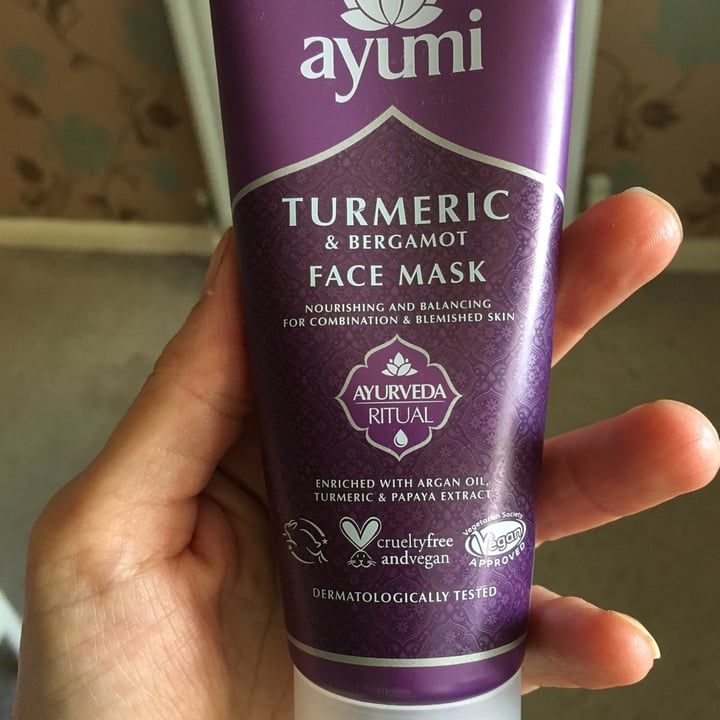 ayumi
TURMERIC
& BERGAMOT
FACE MASK
NOURISHING AND BALANCING
FOR COMBINATION & BLEMISHED SKIN
AYURVEDA
RITUAL
ENRICHED WITH ARGAN OIL,
TURMERIC & PAPAYA EXTRACT
crueltyfree
andvegan
Vegetarian Society
Vegan
APPROVED
DERMATOLOGICALLY TESTED